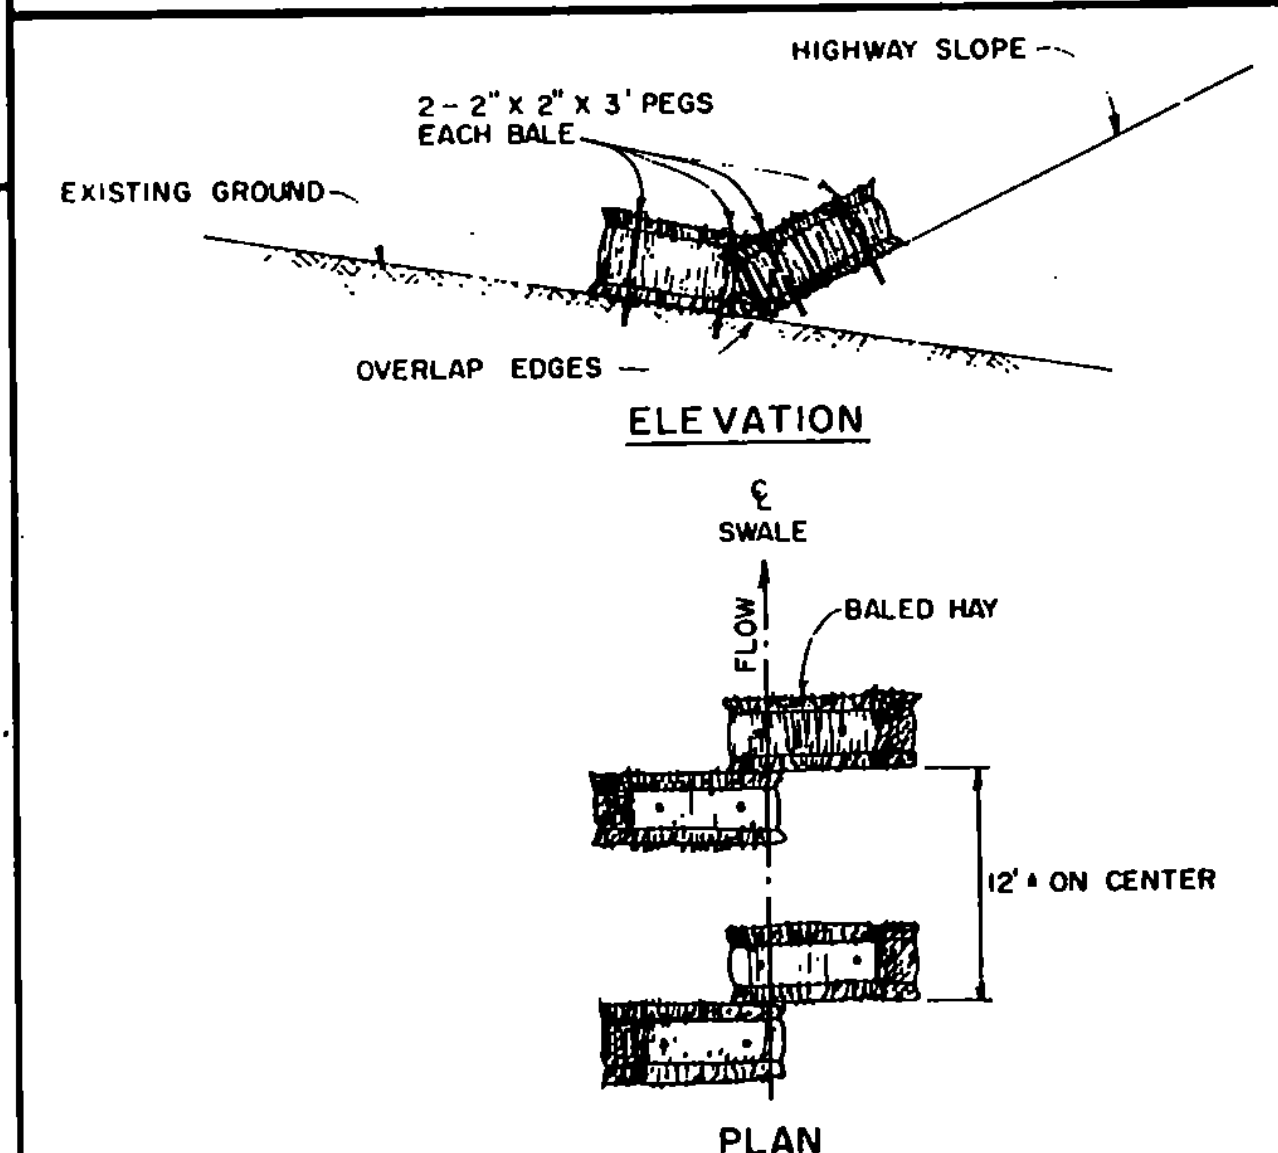 HIGHWAY SLOPE
2 - 2" X 2" X 3' PEGS
EACH BALE
EXISTING GROUND
OVERLAP EDGES
ELEVATION
℄
SWALE
FLOW
BALED HAY
12' ± ON CENTER
PLAN